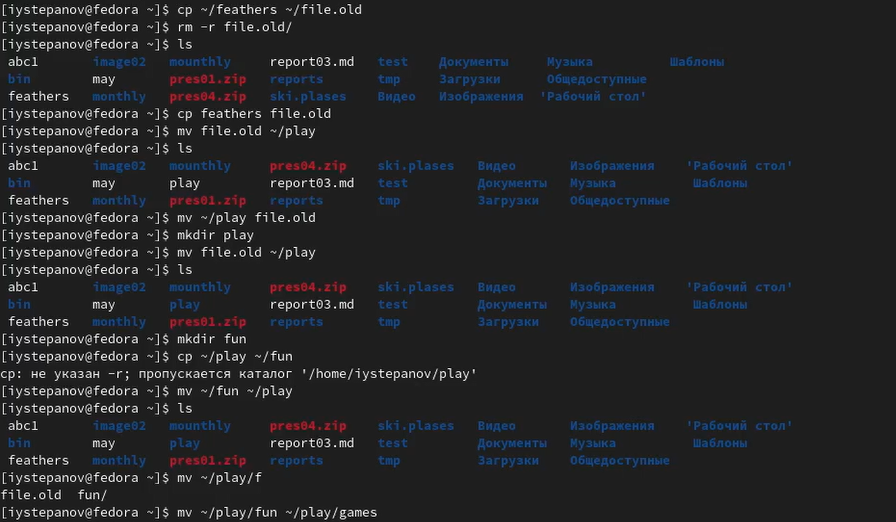 [iystepanov@fedora ~]$ cp ~/feathers ~/file.old
[iystepanov@fedora ~]$ rm -r file.old/
[iystepanov@fedora ~]$ ls
abc1 image02 mounthly report03.md test Документы Музыка Шаблоны
bin may pres01.zip reports tmp Загрузки Общедоступные
feathers monthly pres04.zip ski.plases Видео Изображения 'Рабочий стол'
[iystepanov@fedora ~]$ cp feathers file.old
[iystepanov@fedora ~]$ mv file.old ~/play
[iystepanov@fedora ~]$ ls
abc1 image02 mounthly pres04.zip ski.plases Видео Изображения 'Рабочий стол'
bin may play report03.md test Документы Музыка Шаблоны
feathers monthly pres01.zip reports tmp Загрузки Общедоступные
[iystepanov@fedora ~]$ mv ~/play file.old
[iystepanov@fedora ~]$ mkdir play
[iystepanov@fedora ~]$ mv file.old ~/play
[iystepanov@fedora ~]$ ls
abc1 image02 mounthly pres04.zip ski.plases Видео Изображения 'Рабочий стол'
bin may play report03.md test Документы Музыка Шаблоны
feathers monthly pres01.zip reports tmp Загрузки Общедоступные
[iystepanov@fedora ~]$ mkdir fun
[iystepanov@fedora ~]$ cp ~/play ~/fun
cp: не указан -r; пропускается каталог '/home/iystepanov/play'
[iystepanov@fedora ~]$ mv ~/fun ~/play
[iystepanov@fedora ~]$ ls
abc1 image02 mounthly pres04.zip ski.plases Видео Изображения 'Рабочий стол'
bin may play report03.md test Документы Музыка Шаблоны
feathers monthly pres01.zip reports tmp Загрузки Общедоступные
[iystepanov@fedora ~]$ mv ~/play/f
file.old fun/
[iystepanov@fedora ~]$ mv ~/play/fun ~/play/games